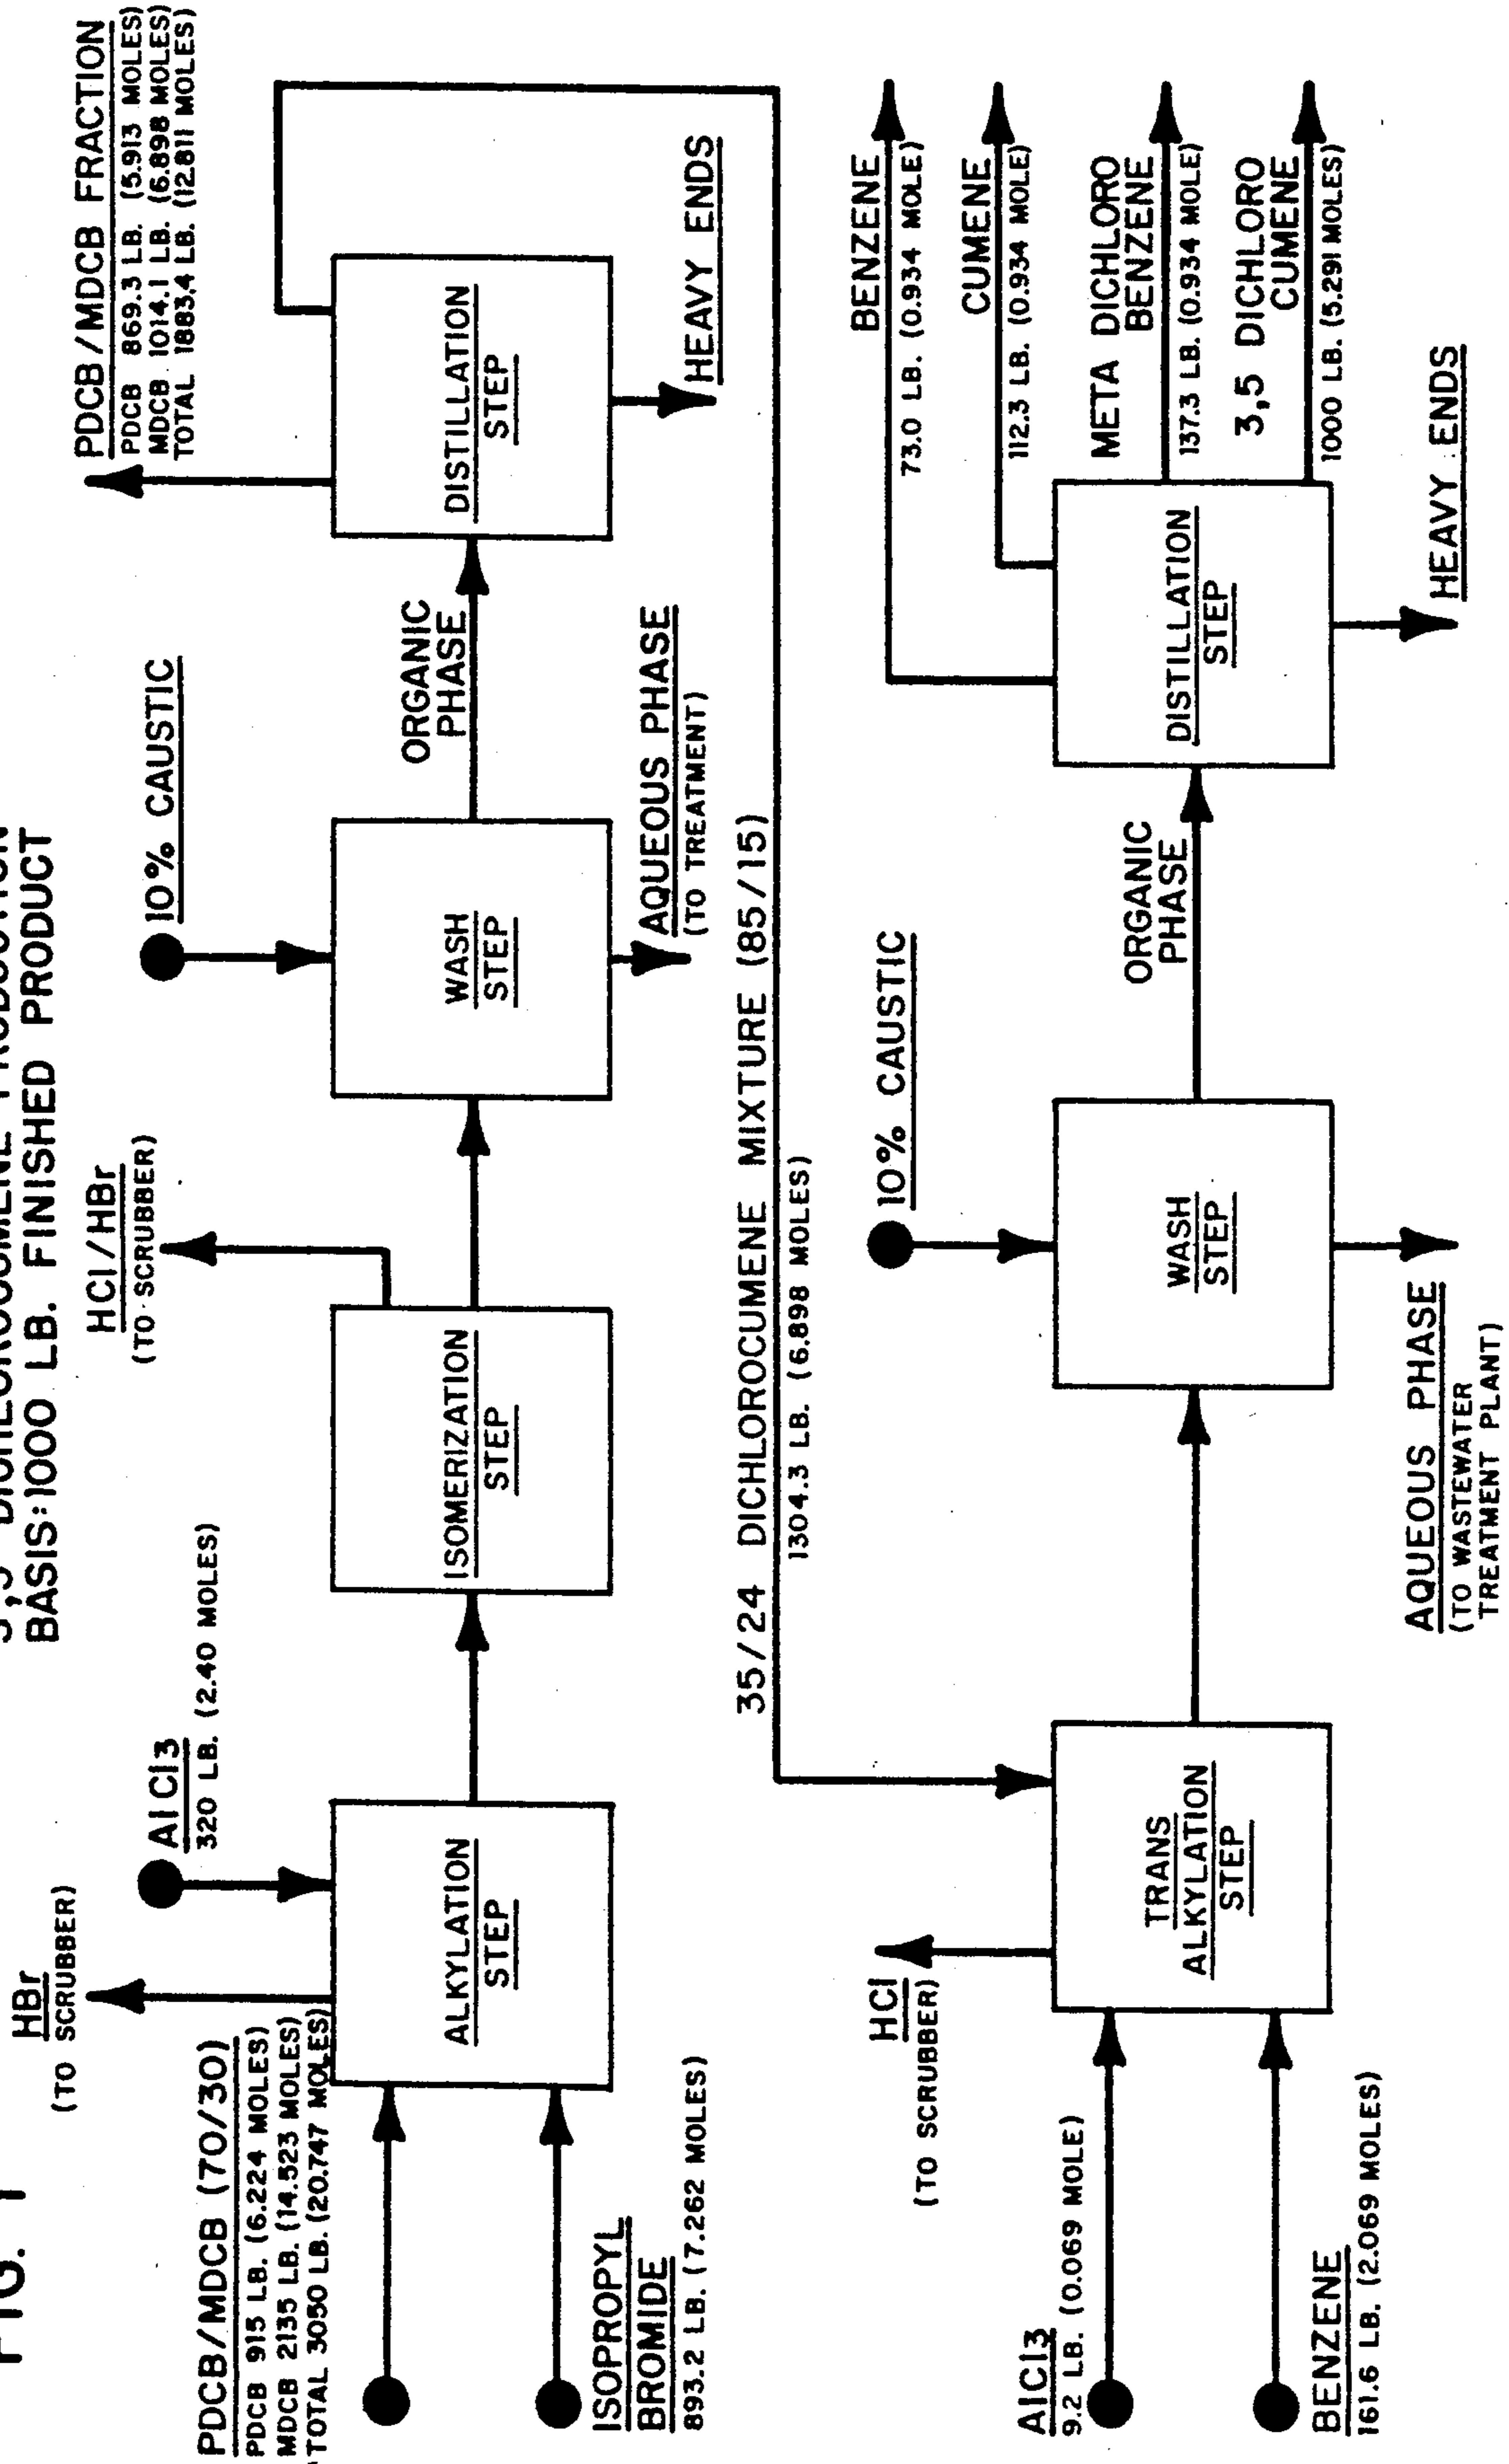 FIG. 1
3,5 DICHLOROCUMENE PRODUCTION
BASIS:1000 LB. FINISHED PRODUCT
HBr
(TO SCRUBBER)
AlCl3
320 LB. (2.40 MOLES)
HCl/HBr
(TO SCRUBBER)
10% CAUSTIC
PDCB/MDCB FRACTION
PDCB 869.3 LB. (5.913 MOLES)
MDCB 1014.1 LB. (6.898 MOLES)
TOTAL 1883.4 LB. (12.811 MOLES)
PDCB/MDCB (70/30)
PDCB 915 LB. (6.224 MOLES)
MDCB 2135 LB. (14.523 MOLES)
TOTAL 3050 LB. (20.747 MOLES)
ALKYLATION
STEP
ISOMERIZATION
STEP
WASH
STEP
ORGANIC
PHASE
DISTILLATION
STEP
ISOPROPYL
BROMIDE
893.2 LB. (7.262 MOLES)
AQUEOUS PHASE
(TO TREATMENT)
HEAVY ENDS
35/24 DICHLOROCUMENE MIXTURE (85/15)
1304.3 LB. (6.898 MOLES)
HCl
(TO SCRUBBER)
10% CAUSTIC
BENZENE
73.0 LB. (0.934 MOLE)
CUMENE
112.3 LB. (0.934 MOLE)
META DICHLORO
BENZENE
137.3 LB. (0.934 MOLE)
3,5 DICHLORO
CUMENE
1000 LB. (5.291 MOLES)
AlCl3
9.2 LB. (0.069 MOLE)
TRANS
ALKYLATION
STEP
WASH
STEP
ORGANIC
PHASE
DISTILLATION
STEP
BENZENE
161.6 LB. (2.069 MOLES)
AQUEOUS PHASE
(TO WASTEWATER
TREATMENT PLANT)
HEAVY ENDS